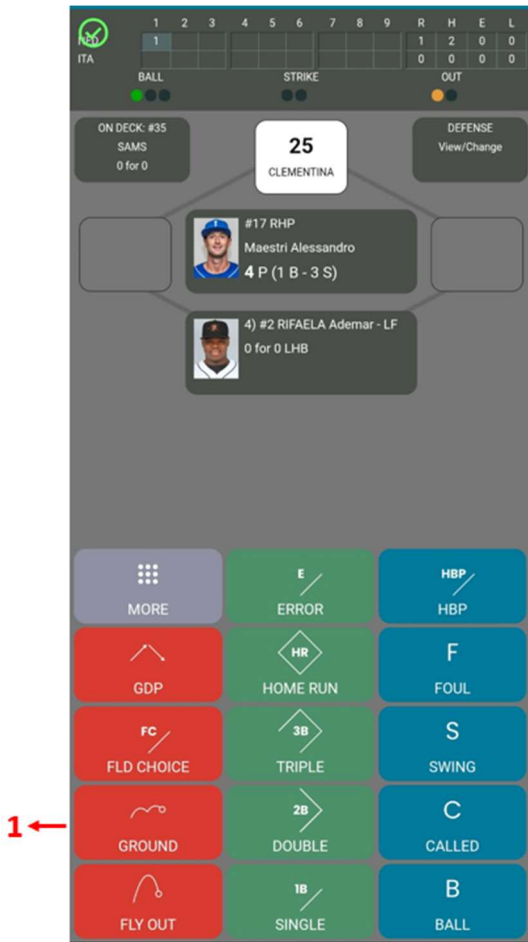 1 2 3 4 5 6 7 8 9 R H E L
NED 1 1 2 0 0
ITA 0 0 0 0
BALL STRIKE OUT
ON DECK: #35
SAMS
0 for 0
25
CLEMENTINA
DEFENSE
View/Change
#17 RHP
Maestri Alessandro
4 P (1 B - 3 S)
4) #2 RIFAELA Ademar - LF
0 for 0 LHB
MORE
E
ERROR
HBP
HBP
GDP
HR
HOME RUN
F
FOUL
FC
FLD CHOICE
3B
TRIPLE
S
SWING
1
GROUND
2B
DOUBLE
C
CALLED
FLY OUT
1B
SINGLE
B
BALL